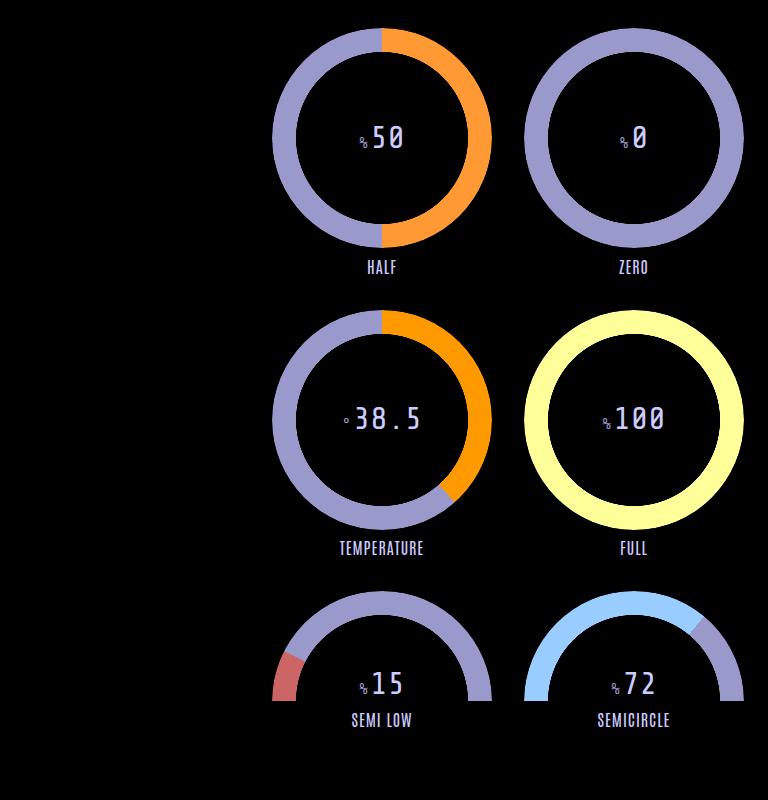 %50
%0
HALF
ZERO
°38.5
%100
TEMPERATURE
FULL
%15
%72
SEMI LOW
SEMICIRCLE